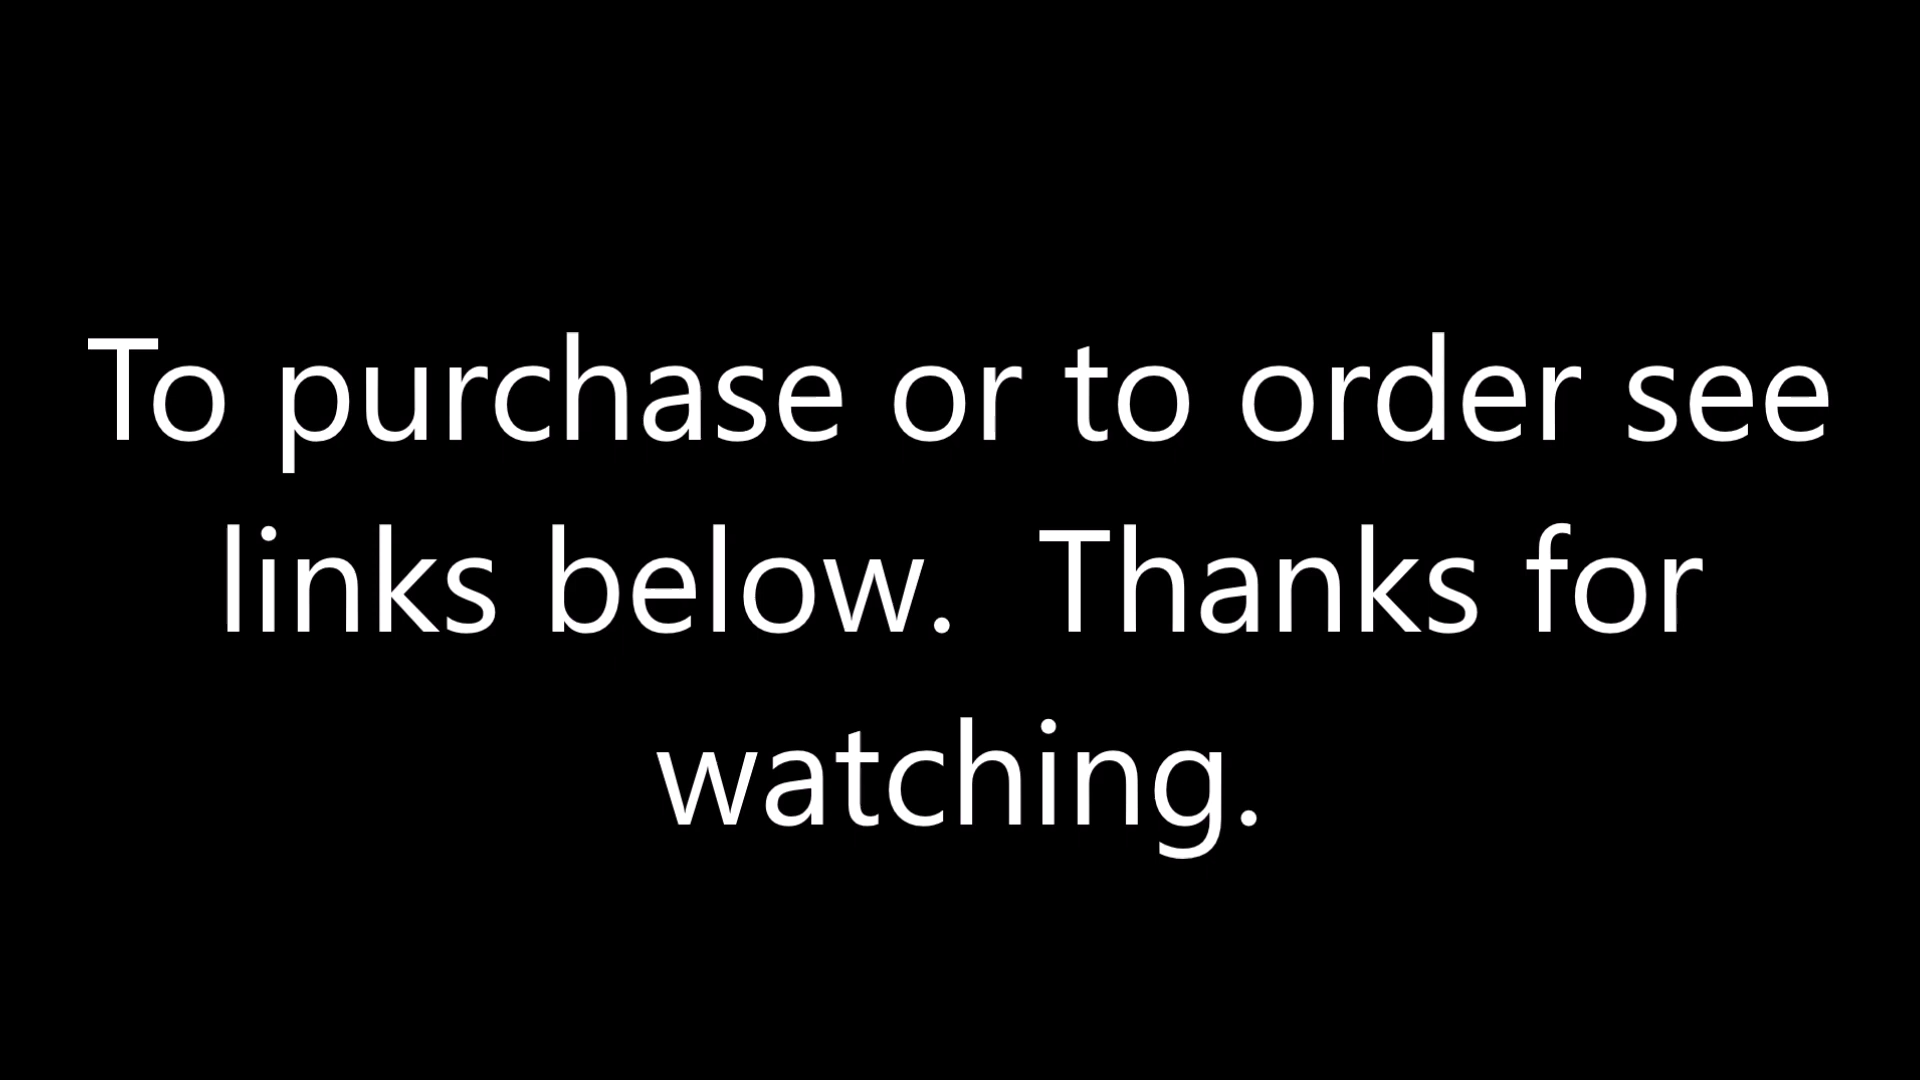 To purchase or to order see
links below.  Thanks for
watching.